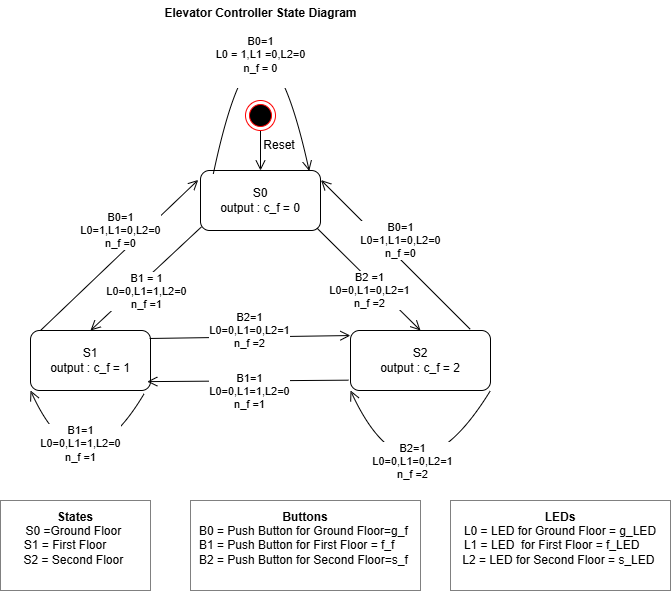 Elevator Controller State Diagram
B0=1
L0 = 1,L1 =0,L2=0
n_f = 0
Reset
S0
output : c_f = 0
B0=1
L0=1,L1=0,L2=0
n_f =0
B0=1
L0=1,L1=0,L2=0
n_f =0
B1 = 1
L0=0,L1=1,L2=0
n_f =1
B2 =1
L0=0,L1=0,L2=1
n_f =2
S1
output : c_f = 1
B2=1
L0=0,L1=0,L2=1
n_f =2
S2
output : c_f = 2
B1=1
L0=0,L1=1,L2=0
n_f =1
B1=1
L0=0,L1=1,L2=0
n_f =1
B2=1
L0=0,L1=0,L2=1
n_f =2
States
S0 =Ground Floor
S1 = First Floor
S2 = Second Floor
Buttons
B0 = Push Button for Ground Floor=g_f
B1 = Push Button for First Floor = f_f
B2 = Push Button for Second Floor=s_f
LEDs
L0 = LED for Ground Floor = g_LED
L1 = LED for First Floor = f_LED
L2 = LED for Second Floor = s_LED